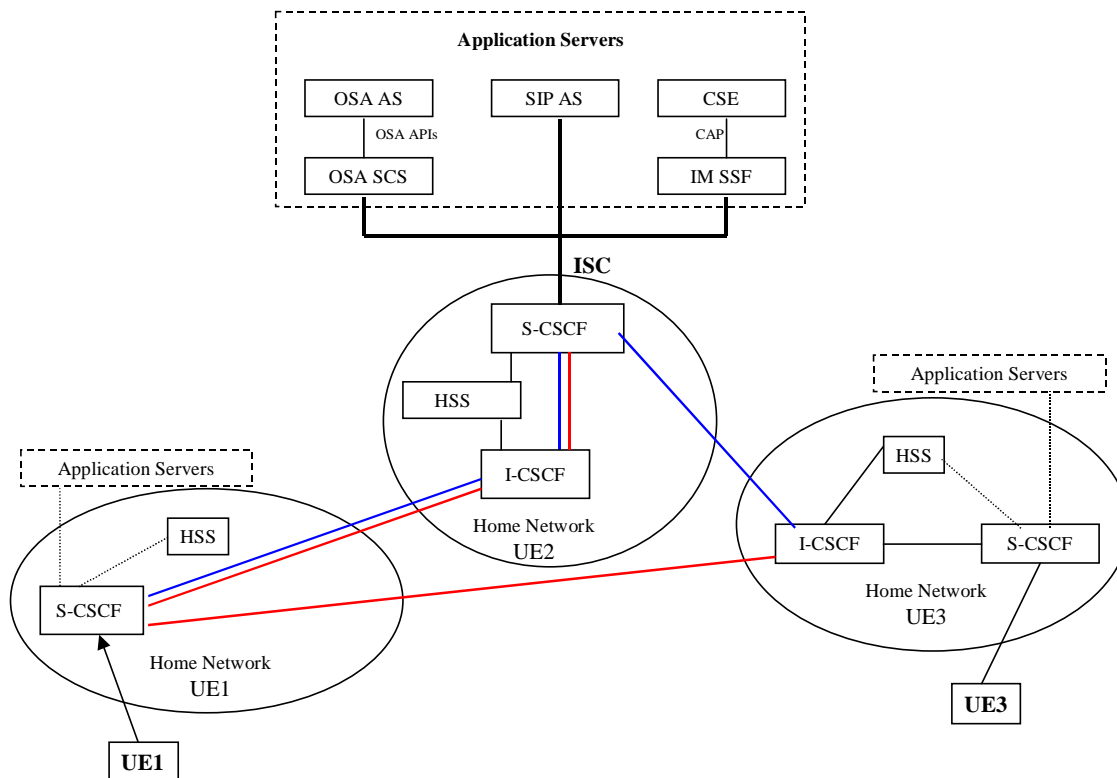 Application Servers
OSA AS
SIP AS
CSE
OSA APIs
CAP
OSA SCS
IM SSF
ISC
S-CSCF
HSS
I-CSCF
Home Network
UE2
Application Servers
HSS
I-CSCF
S-CSCF
Home Network
UE3
UE3
Application Servers
HSS
S-CSCF
Home Network
UE1
UE1